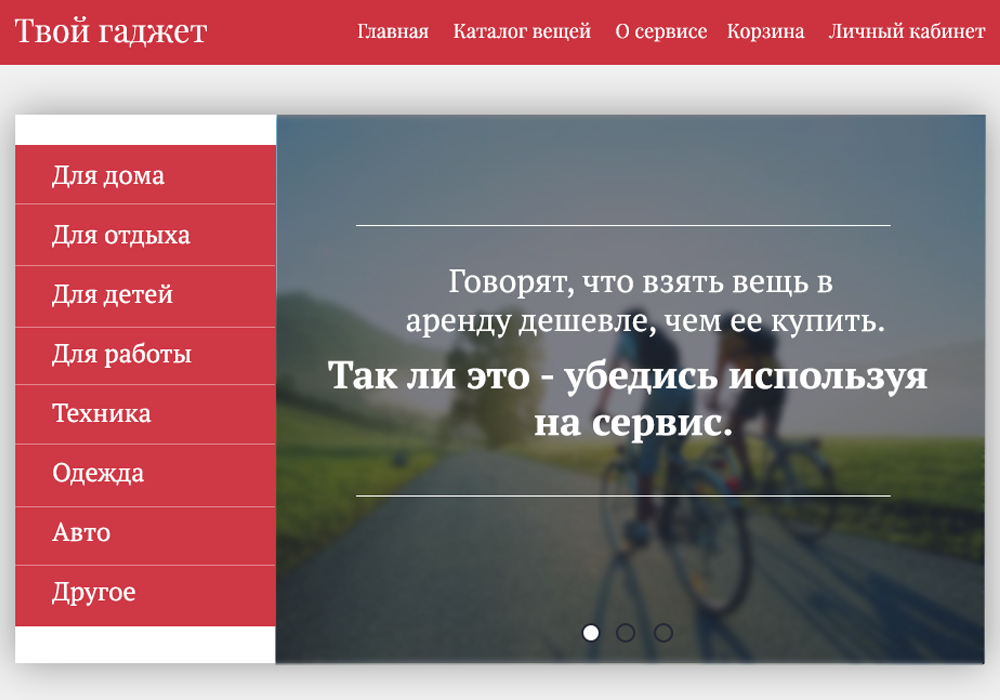 Твой гаджет
Главная
Каталог вещей
О сервисе
Корзина
Личный кабинет
Для дома
Для отдыха
Для детей
Для работы
Техника
Одежда
Авто
Другое
Говорят, что взять вещь в
аренду дешевле, чем ее купить.
Так ли это - убедись используя
на сервис.